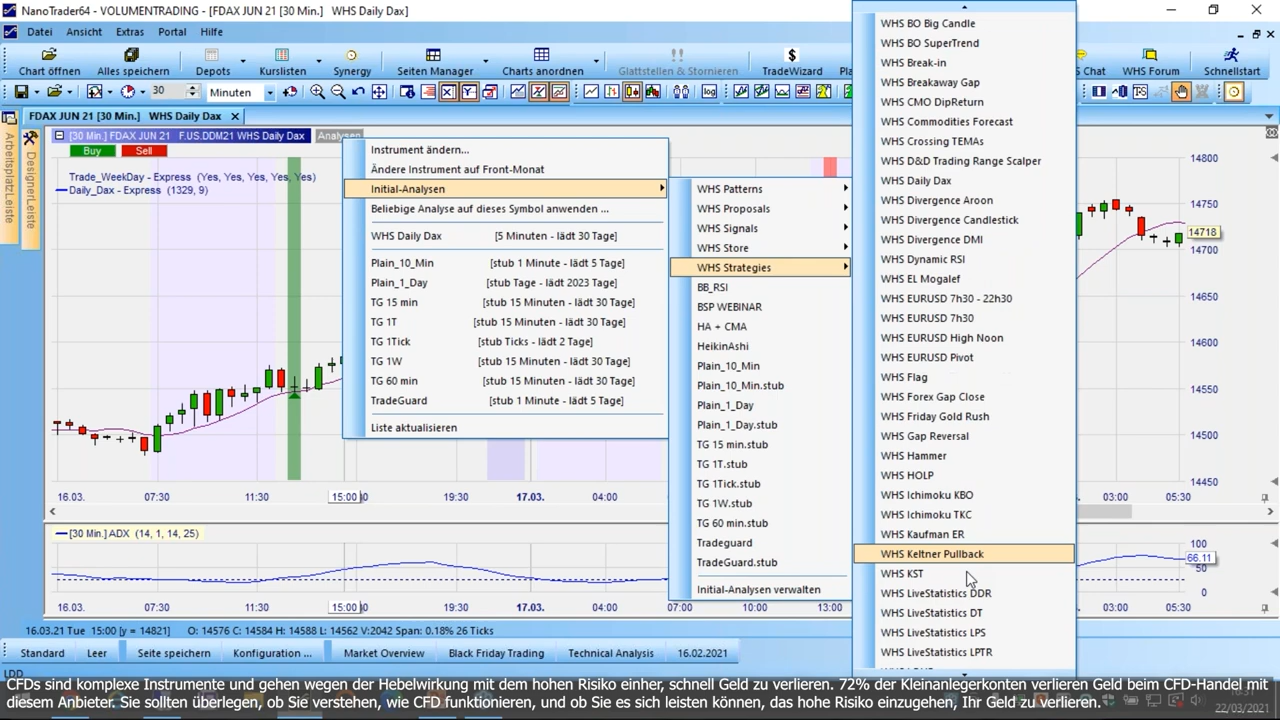 NanoTrader64 - VOLUMENTRADING - [FDAX JUN 21 [30 Min.]   WHS Daily Dax]
Datei Ansicht Extras Portal Hilfe
Chart öffnen Alles speichern Depots Kurslisten Synergy Seiten Manager Charts anordnen Glattstellen & Stornieren TradeWizard Chat WHS Forum Schnellstart
30 Minuten
FDAX JUN 21 [30 Min.]   WHS Daily Dax
[30 Min.] FDAX JUN 21 F.US.DDM21 WHS Daily Dax Analysen
Buy Sell
Trade_WeekDay - Express (Yes, Yes, Yes, Yes, Yes)
Daily_Dax - Express (1329, 9)
ArbeitsplatzLeiste
DesignerLeiste
Instrument ändern...
Ändere Instrument auf Front-Monat
Initial-Analysen
Beliebige Analyse auf dieses Symbol anwenden ...
WHS Daily Dax [5 Minuten - lädt 30 Tage]
Plain_10_Min [stub 1 Minute - lädt 5 Tage]
Plain_1_Day [stub Tage - lädt 2023 Tage]
TG 15 min [stub 15 Minuten - lädt 30 Tage]
TG 1T [stub 15 Minuten - lädt 30 Tage]
TG 1Tick [stub Ticks - lädt 2 Tage]
TG 1W [stub 15 Minuten - lädt 30 Tage]
TG 60 min [stub 15 Minuten - lädt 30 Tage]
TradeGuard [stub 1 Minute - lädt 5 Tage]
Liste aktualisieren
WHS Patterns
WHS Proposals
WHS Signals
WHS Store
WHS Strategies
BB_RSI
BSP WEBINAR
HA + CMA
HeikinAshi
Plain_10_Min
Plain_10_Min.stub
Plain_1_Day
Plain_1_Day.stub
TG 15 min.stub
TG 1T.stub
TG 1Tick.stub
TG 1W.stub
TG 60 min.stub
Tradeguard
TradeGuard.stub
Initial-Analysen verwalten
WHS BO Big Candle
WHS BO SuperTrend
WHS Break-in
WHS Breakaway Gap
WHS CMO DipReturn
WHS Commodities Forecast
WHS Crossing TEMAs
WHS D&D Trading Range Scalper
WHS Daily Dax
WHS Divergence Aroon
WHS Divergence Candlestick
WHS Divergence DMI
WHS Dynamic RSI
WHS EL Mogalef
WHS EURUSD 7h30 - 22h30
WHS EURUSD 7h30
WHS EURUSD High Noon
WHS EURUSD Pivot
WHS Flag
WHS Forex Gap Close
WHS Friday Gold Rush
WHS Gap Reversal
WHS Hammer
WHS HOLP
WHS Ichimoku KBO
WHS Ichimoku TKC
WHS Kaufman ER
WHS Keltner Pullback
WHS KST
WHS LiveStatistics DDR
WHS LiveStatistics DT
WHS LiveStatistics LPS
WHS LiveStatistics LPTR
14800
14750
14718
14700
14650
14600
14550
14500
14450
16.03. 07:30 11:30 15:00 19:30 17.03. 04:00 03:00 05:30
[30 Min.] ADX (14, 1, 14, 25)
100
66.11
50
0
16.03. 07:30 11:30 15:00 19:30 17.03. 04:00 07:00 10:00 13:00 03:00 05:30
16.03.21 Tue 15:00 [y = 14821] O: 14576 C: 14584 H: 14588 L: 14562 V:2042 Span: 0.18% 26 Ticks
Standard Leer Seite speichern Konfiguration ... Market Overview Black Friday Trading Technical Analysis 16.02.2021
CFDs sind komplexe Instrumente und gehen wegen der Hebelwirkung mit dem hohen Risiko einher, schnell Geld zu verlieren. 72% der Kleinanlegerkonten verlieren Geld beim CFD-Handel mit
diesem Anbieter. Sie sollten überlegen, ob Sie verstehen, wie CFD funktionieren, und ob Sie es sich leisten können, das hohe Risiko einzugehen, Ihr Geld zu verlieren.
22/03/2021